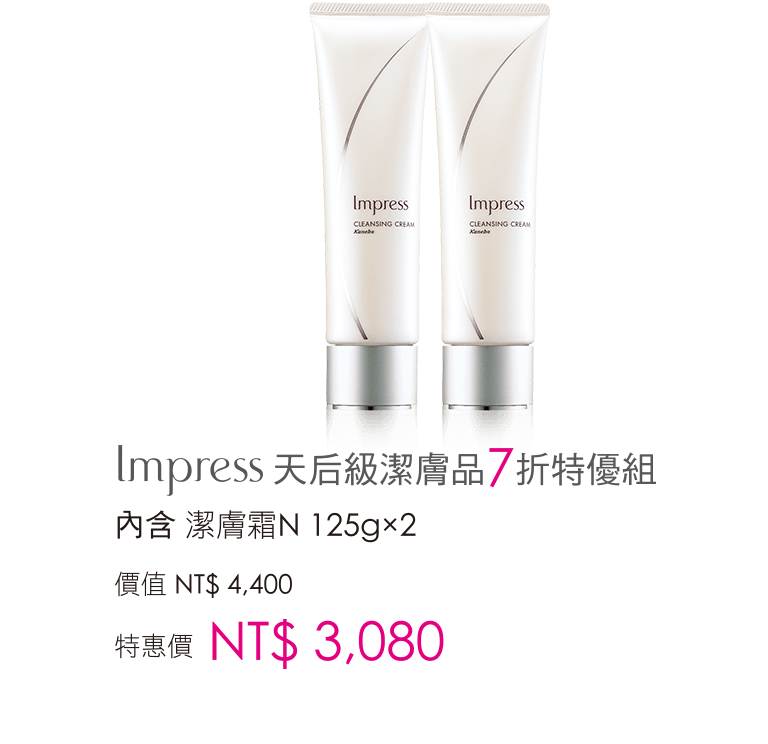 Impress Impress
CLEANSING CREAM CLEANSING CREAM
Kanebo Kanebo
Impress 天后級潔膚品7折特優組
內含 潔膚霜N 125g×2
價值 NT$ 4,400
特惠價 NT$ 3,080